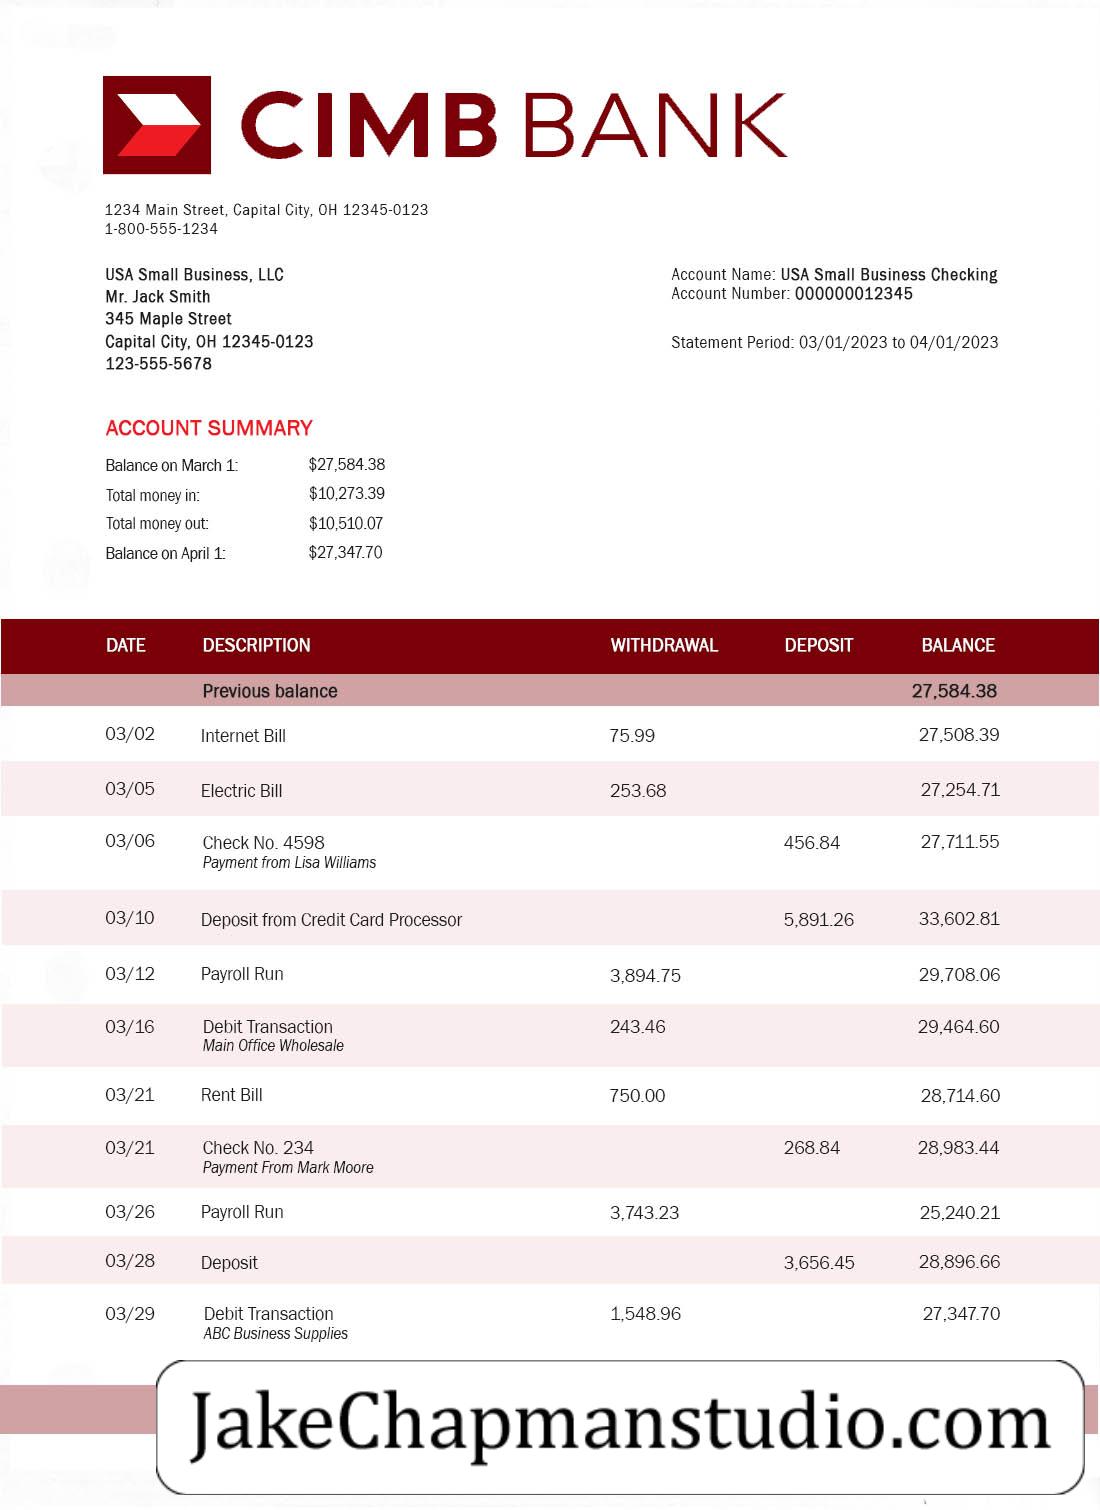 CIMB BANK
1234 Main Street, Capital City, OH 12345-0123
1-800-555-1234
USA Small Business, LLC
Mr. Jack Smith
345 Maple Street
Capital City, OH 12345-0123
123-555-5678
Account Name: USA Small Business Checking
Account Number: 000000012345
Statement Period: 03/01/2023 to 04/01/2023
ACCOUNT SUMMARY
Balance on March 1: $27,584.38
Total money in: $10,273.39
Total money out: $10,510.07
Balance on April 1: $27,347.70
DATE DESCRIPTION WITHDRAWAL DEPOSIT BALANCE
Previous balance 27,584.38
03/02 Internet Bill 75.99 27,508.39
03/05 Electric Bill 253.68 27,254.71
03/06 Check No. 4598 456.84 27,711.55
Payment from Lisa Williams
03/10 Deposit from Credit Card Processor 5,891.26 33,602.81
03/12 Payroll Run 3,894.75 29,708.06
03/16 Debit Transaction 243.46 29,464.60
Main Office Wholesale
03/21 Rent Bill 750.00 28,714.60
03/21 Check No. 234 268.84 28,983.44
Payment From Mark Moore
03/26 Payroll Run 3,743.23 25,240.21
03/28 Deposit 3,656.45 28,896.66
03/29 Debit Transaction 1,548.96 27,347.70
ABC Business Supplies
JakeChapmanstudio.com